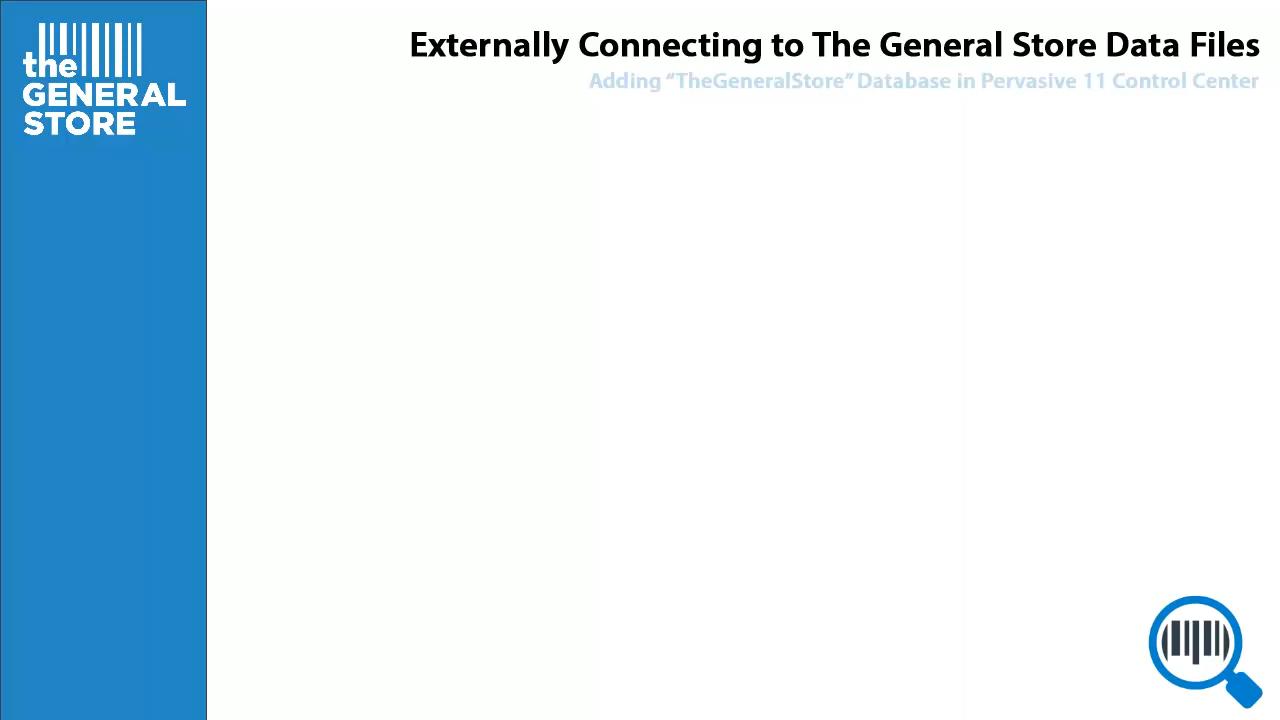 the
GENERAL
STORE
Externally Connecting to The General Store Data Files
Adding “TheGeneralStore” Database in Pervasive 11 Control Center